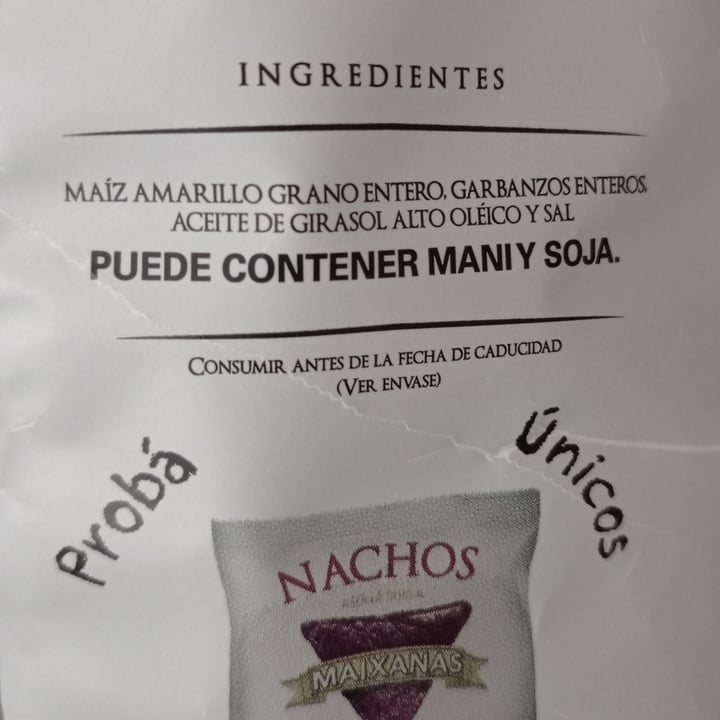 INGREDIENTES
MAÍZ AMARILLO GRANO ENTERO, GARBANZOS ENTEROS,
ACEITE DE GIRASOL ALTO OLÉICO Y SAL
PUEDE CONTENER MANI Y SOJA.
CONSUMIR ANTES DE LA FECHA DE CADUCIDAD
(VER ENVASE)
Probá
Únicos
NACHOS
MAIXANAS